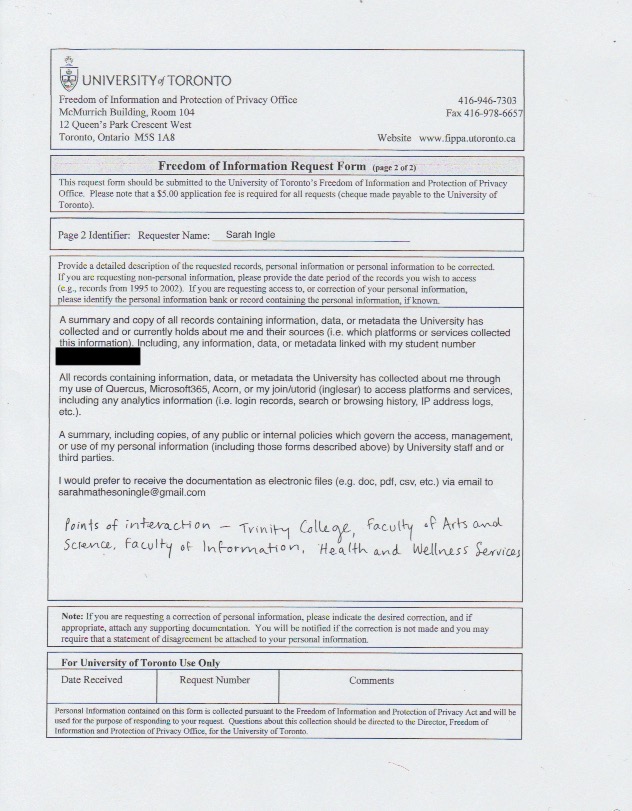 UNIVERSITY of TORONTO
Freedom of Information and Protection of Privacy Office
416-946-7303
McMurrich Building, Room 104
Fax 416-978-6657
12 Queen's Park Crescent West
Toronto, Ontario M5S 1A8
Website www.fippa.utoronto.ca
Freedom of Information Request Form (page 2 of 2)
This request form should be submitted to the University of Toronto's Freedom of Information and Protection of Privacy
Office. Please note that a $5.00 application fee is required for all requests (cheque made payable to the University of
Toronto).
Page 2 Identifier: Requester Name: Sarah Ingle
Provide a detailed description of the requested records, personal information or personal information to be corrected.
If you are requesting non-personal information, please provide the date period of the records you wish to access
(e.g., records from 1995 to 2002). If you are requesting access to, or correction of your personal information,
please identify the personal information bank or record containing the personal information, if known.
A summary and copy of all records containing information, data, or metadata the University has
collected and or currently holds about me and their sources (i.e. which platforms or services collected
this information). Including, any information, data, or metadata linked with my student number
All records containing information, data, or metadata the University has collected about me through
my use of Quercus, Microsoft365, Acorn, or my join/utorid (inglesar) to access platforms and services,
including any analytics information (i.e. login records, search or browsing history, IP address logs,
etc.).
A summary, including copies, of any public or internal policies which govern the access, management,
or use of my personal information (including those forms described above) by University staff and or
third parties.
I would prefer to receive the documentation as electronic files (e.g. doc, pdf, csv, etc.) via email to
sarahmathesoningle@gmail.com
Points of interaction – Trinity College, Faculty of Arts and
Science, Faculty of Information, Health and Wellness Services
Note: If you are requesting a correction of personal information, please indicate the desired correction, and if
appropriate, attach any supporting documentation. You will be notified if the correction is not made and you may
require that a statement of disagreement be attached to your personal information.
For University of Toronto Use Only
Date Received
Request Number
Comments
Personal Information contained on this form is collected pursuant to the Freedom of Information and Protection of Privacy Act and will be
used for the purpose of responding to your request. Questions about this collection should be directed to the Director, Freedom of
Information and Protection of Privacy Office, for the University of Toronto.